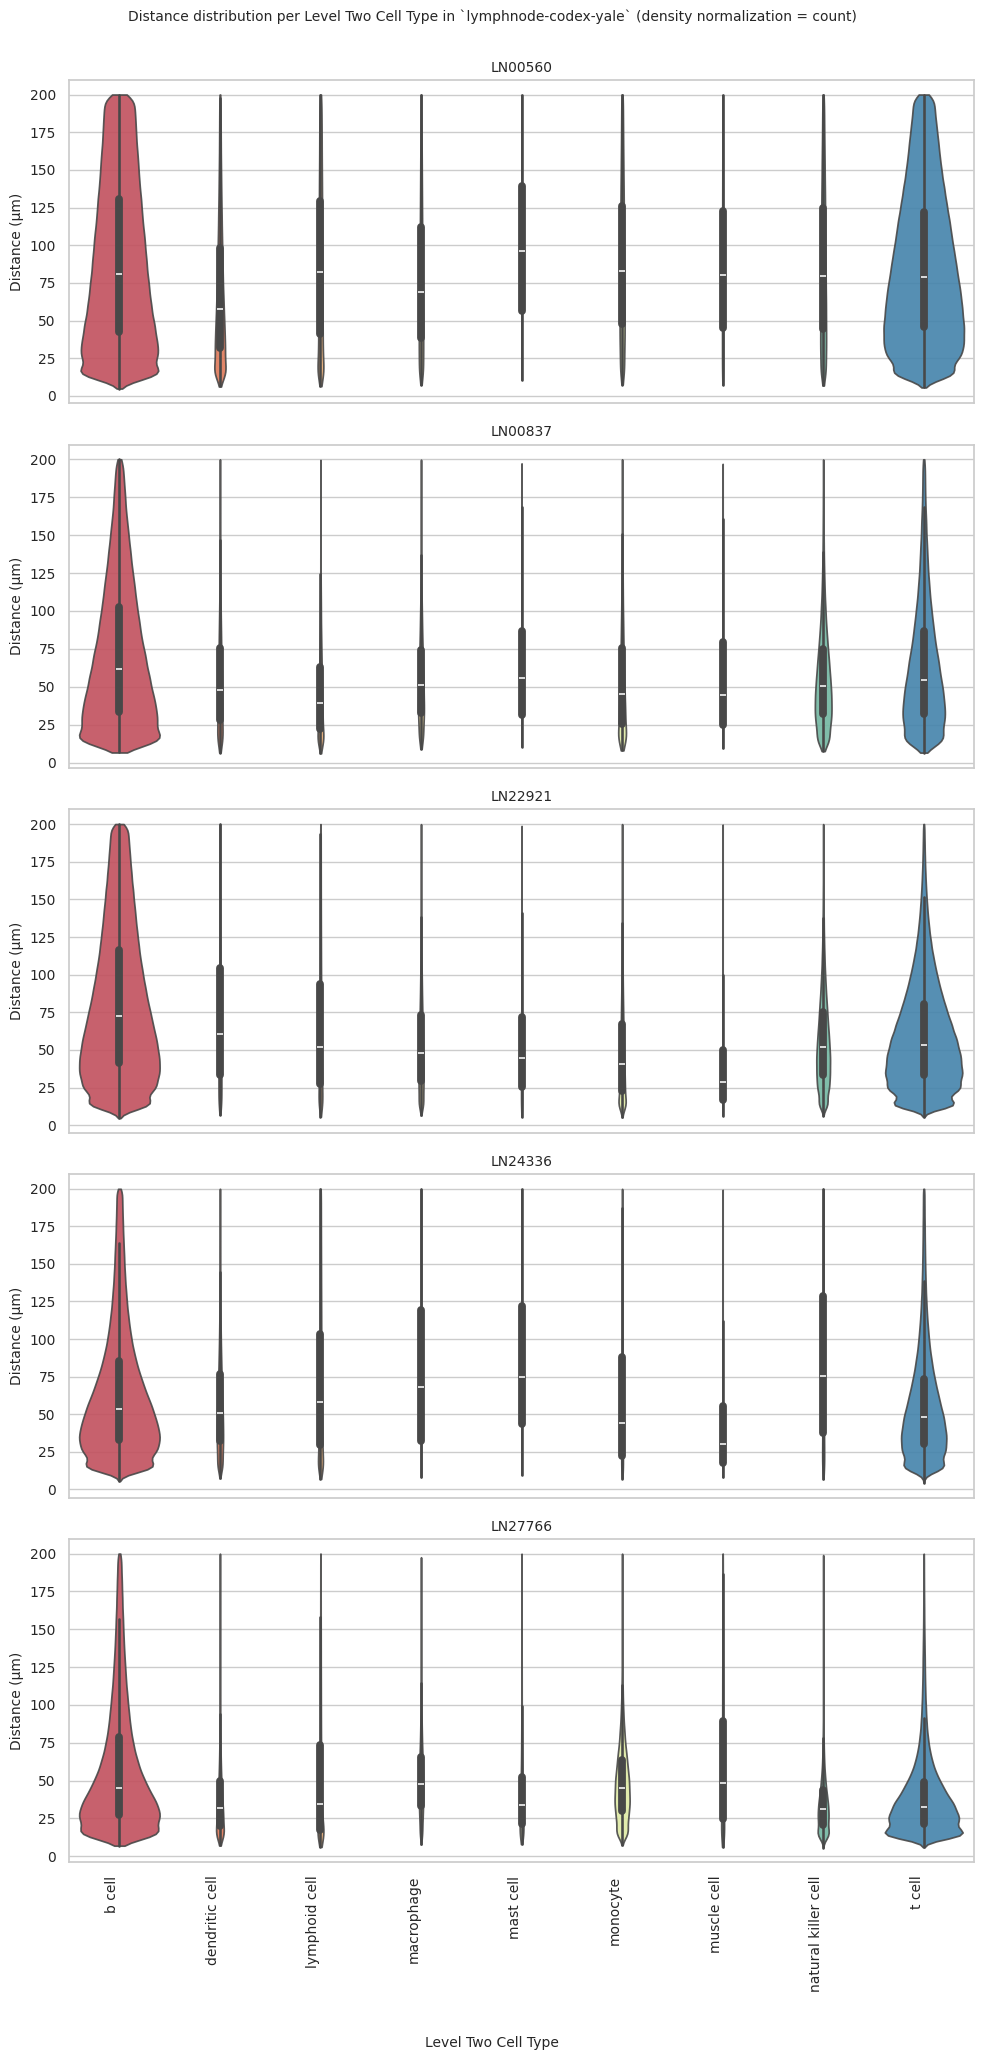 Distance distribution per Level Two Cell Type in `lymphnode-codex-yale` (density normalization = count)
LN00560
200
175
150
125
100
75
50
25
0
Distance (μm)
LN00837
200
175
150
125
100
75
50
25
0
Distance (μm)
LN22921
200
175
150
125
100
75
50
25
0
Distance (μm)
LN24336
200
175
150
125
100
75
50
25
0
Distance (μm)
LN27766
200
175
150
125
100
75
50
25
0
Distance (μm)
b cell
dendritic cell
lymphoid cell
macrophage
mast cell
monocyte
muscle cell
natural killer cell
t cell
Level Two Cell Type